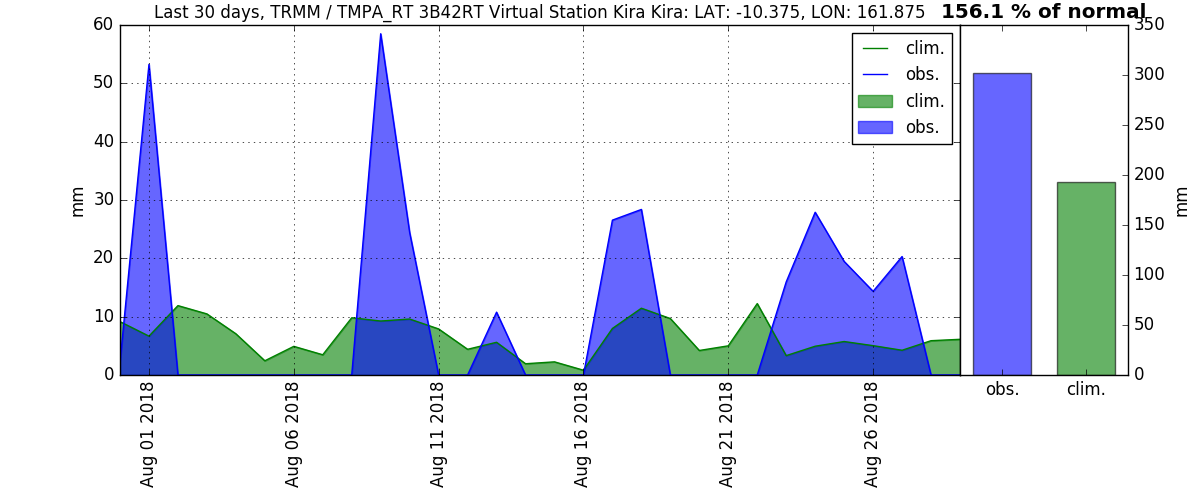 Last 30 days, TRMM / TMPA_RT 3B42RT Virtual Station Kira Kira: LAT: -10.375, LON: 161.875 156.1 % of normal
60
50
40
30
20
10
0
mm
clim.
obs.
clim.
obs.
350
300
250
200
150
100
50
0
mm
Aug 01 2018
Aug 06 2018
Aug 11 2018
Aug 16 2018
Aug 21 2018
Aug 26 2018
obs.
clim.